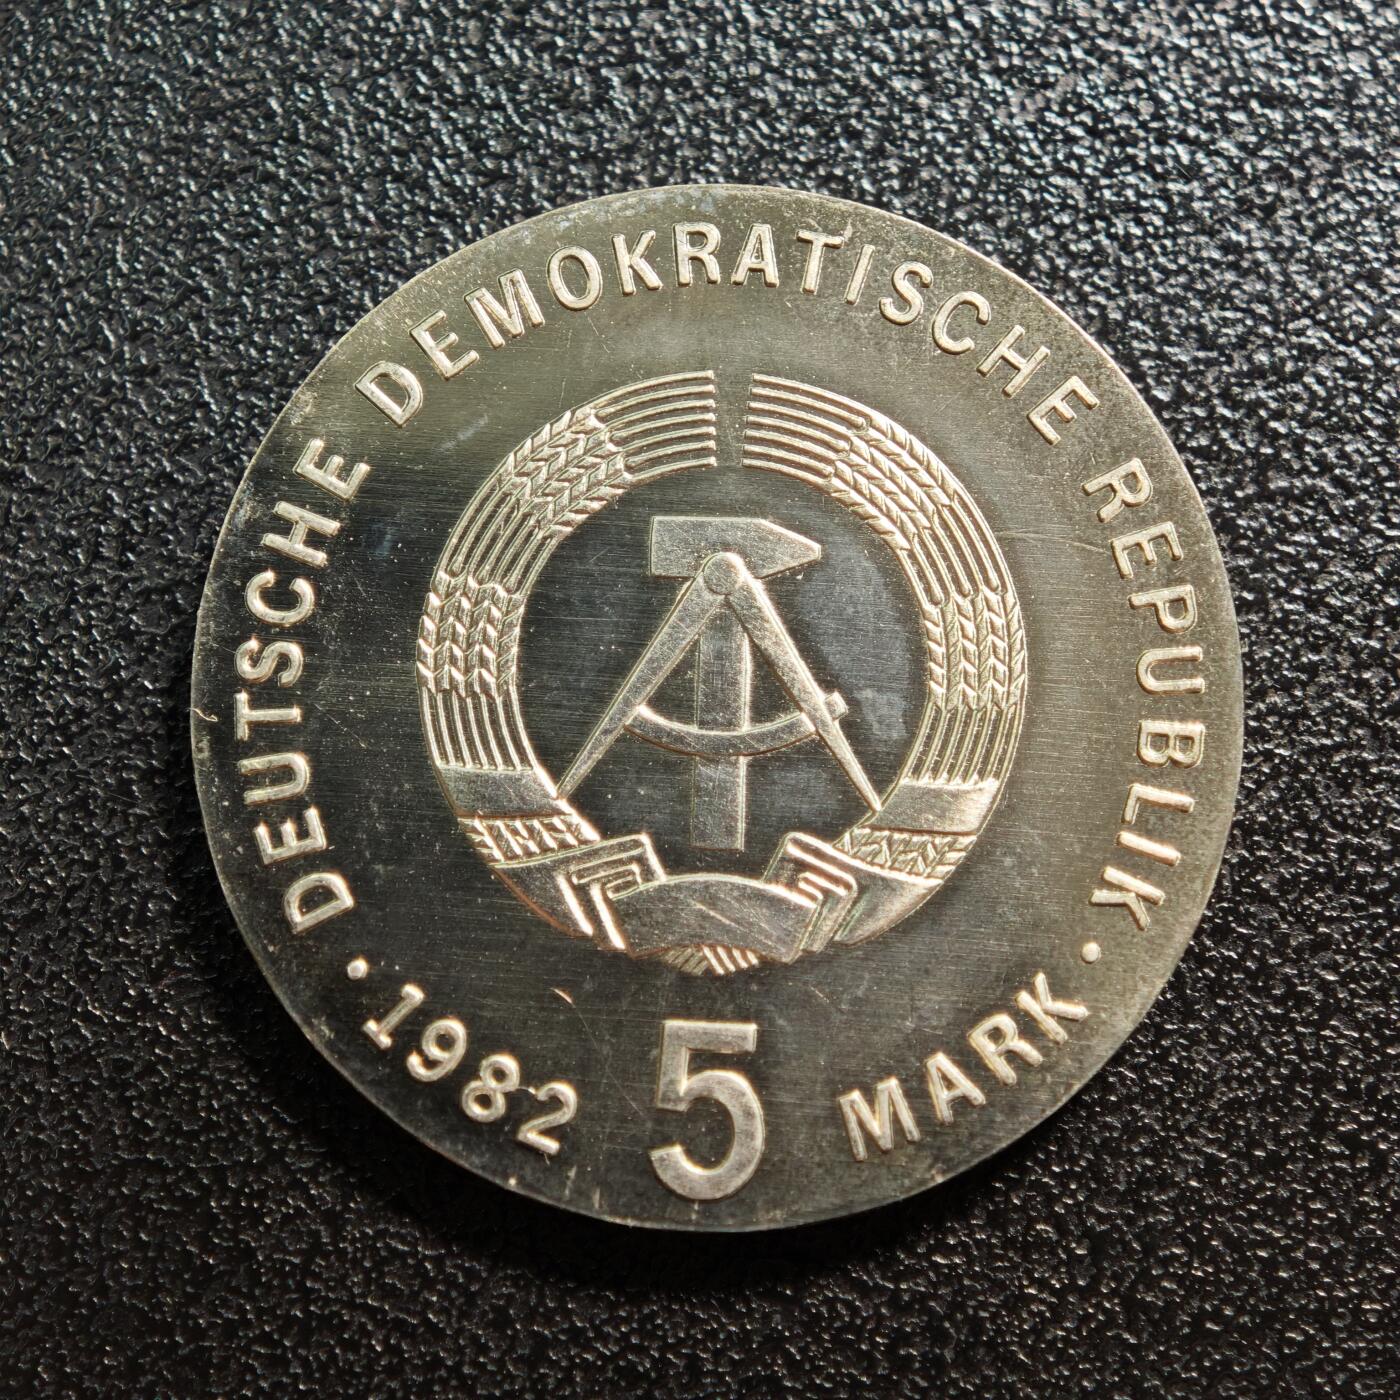 DEUTSCHE DEMOKRATISCHE REPUBLIK
• 1982 5 MARK •